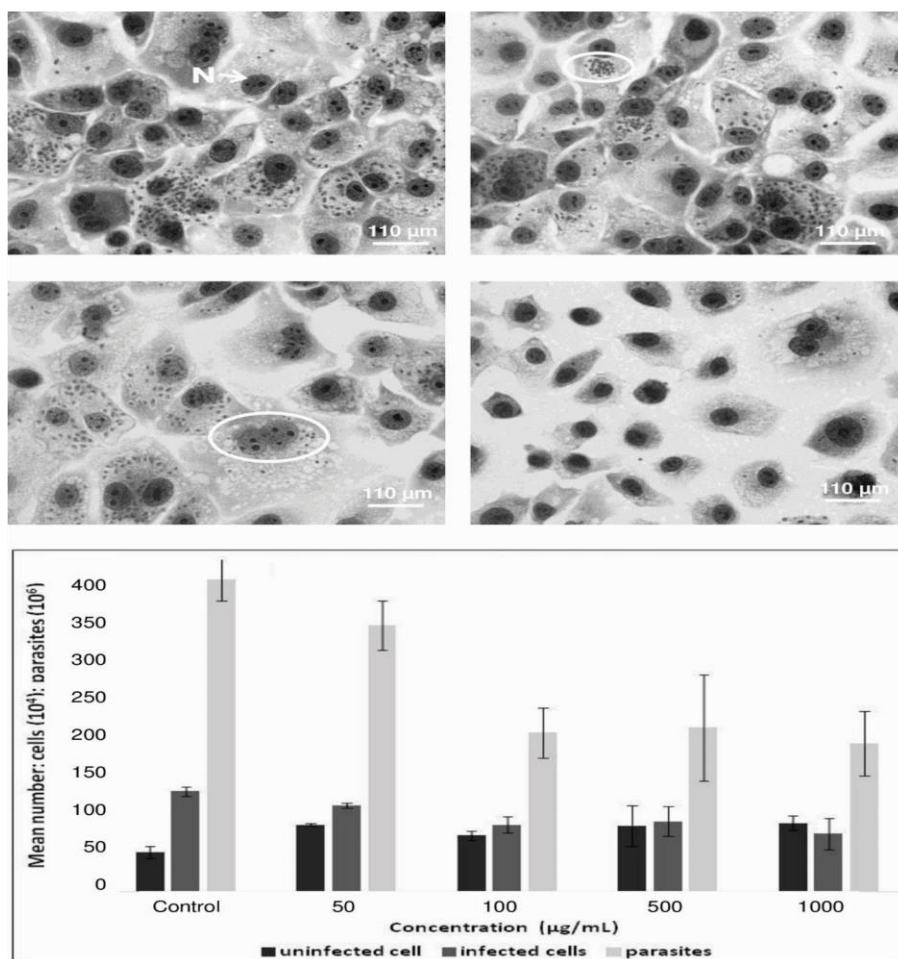 N
110 µm
110 µm
110 µm
110 µm
Mean number: cells (10⁴): parasites (10⁶)
400
350
300
250
200
150
100
50
0
Control 50 100 500 1000
Concentration (µg/mL)
uninfected cell infected cells parasites